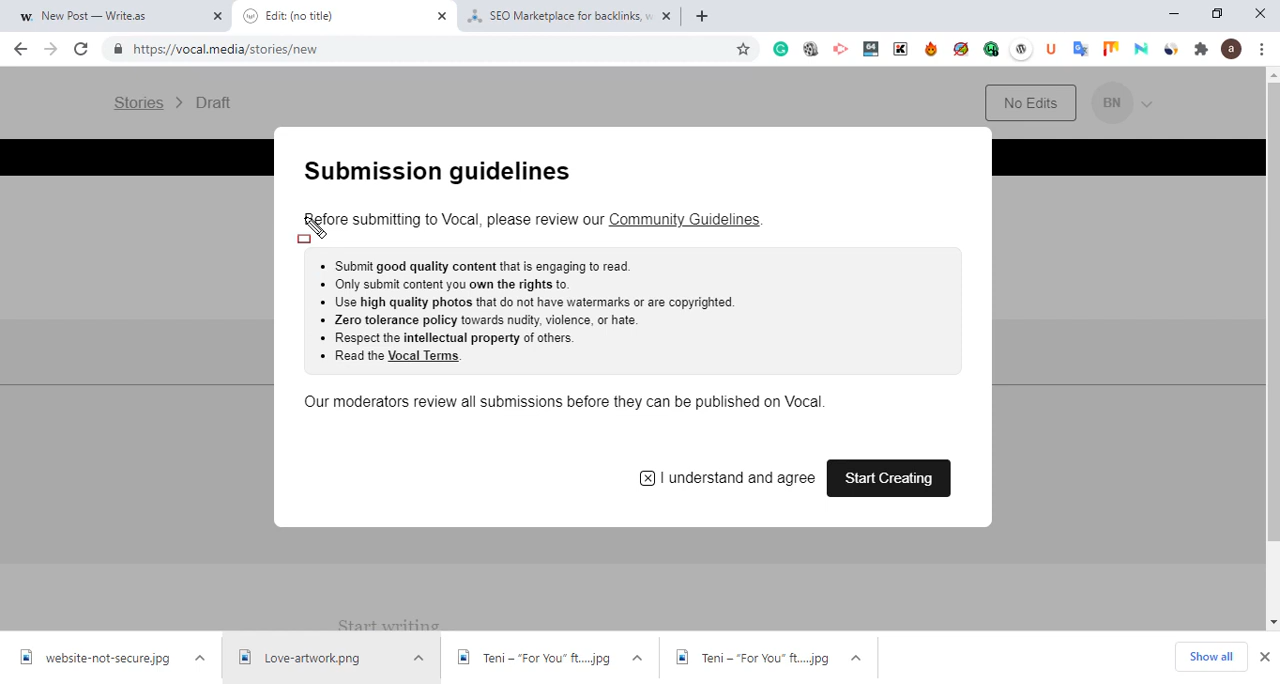 New Post — Write.as
Edit: (no title)
SEO Marketplace for backlinks, w
https://vocal.media/stories/new
64
a
Stories > Draft
No Edits
BN
Submission guidelines
Before submitting to Vocal, please review our Community Guidelines.
• Submit good quality content that is engaging to read.
• Only submit content you own the rights to.
• Use high quality photos that do not have watermarks or are copyrighted.
• Zero tolerance policy towards nudity, violence, or hate.
• Respect the intellectual property of others.
• Read the Vocal Terms.
Our moderators review all submissions before they can be published on Vocal.
I understand and agree
Start Creating
Start writing
website-not-secure.jpg
Love-artwork.png
Teni – “For You” ft.....jpg
Teni – “For You” ft.....jpg
Show all